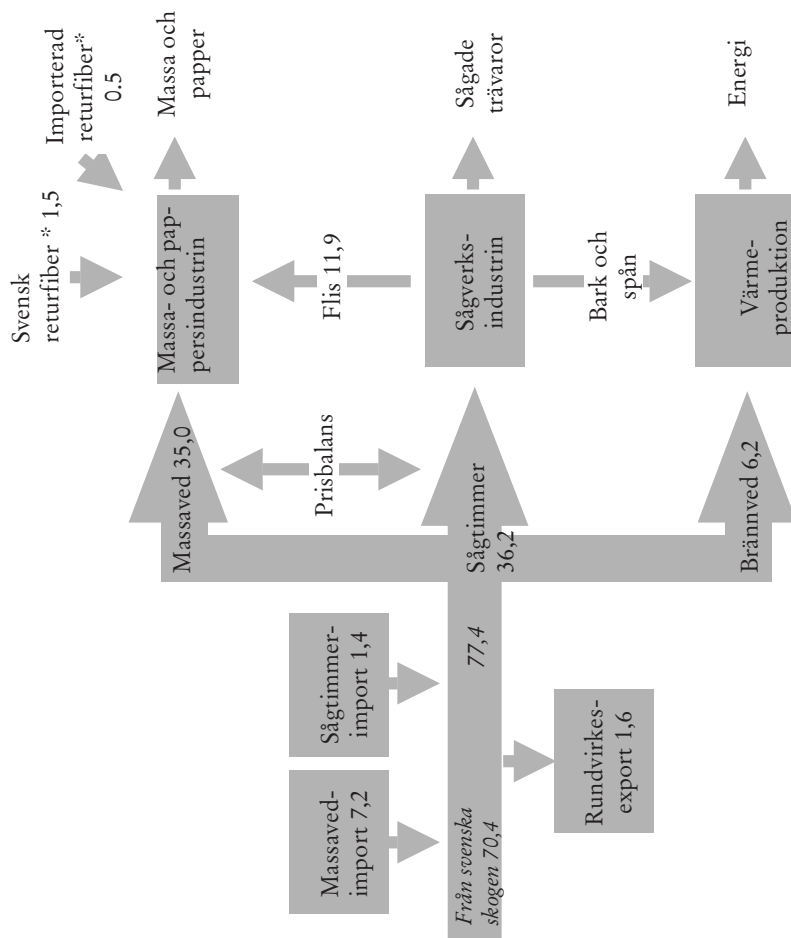 Svensk
returfiber * 1,5
Importerad
returfiber*
0.5
Massaved 35,0
Massa- och pap-
persindustrin
Massa och
papper
Prisbalans
Flis 11,9
Massaved-
import 7,2
Sågtimmer-
import 1,4
Från svenska
skogen 70,4
77,4
Sågtimmer
36,2
Sågverks-
industrin
Sågade
trävaror
Rundvirkes-
export 1,6
Bark och
spån
Brännved 6,2
Värme-
produktion
Energi